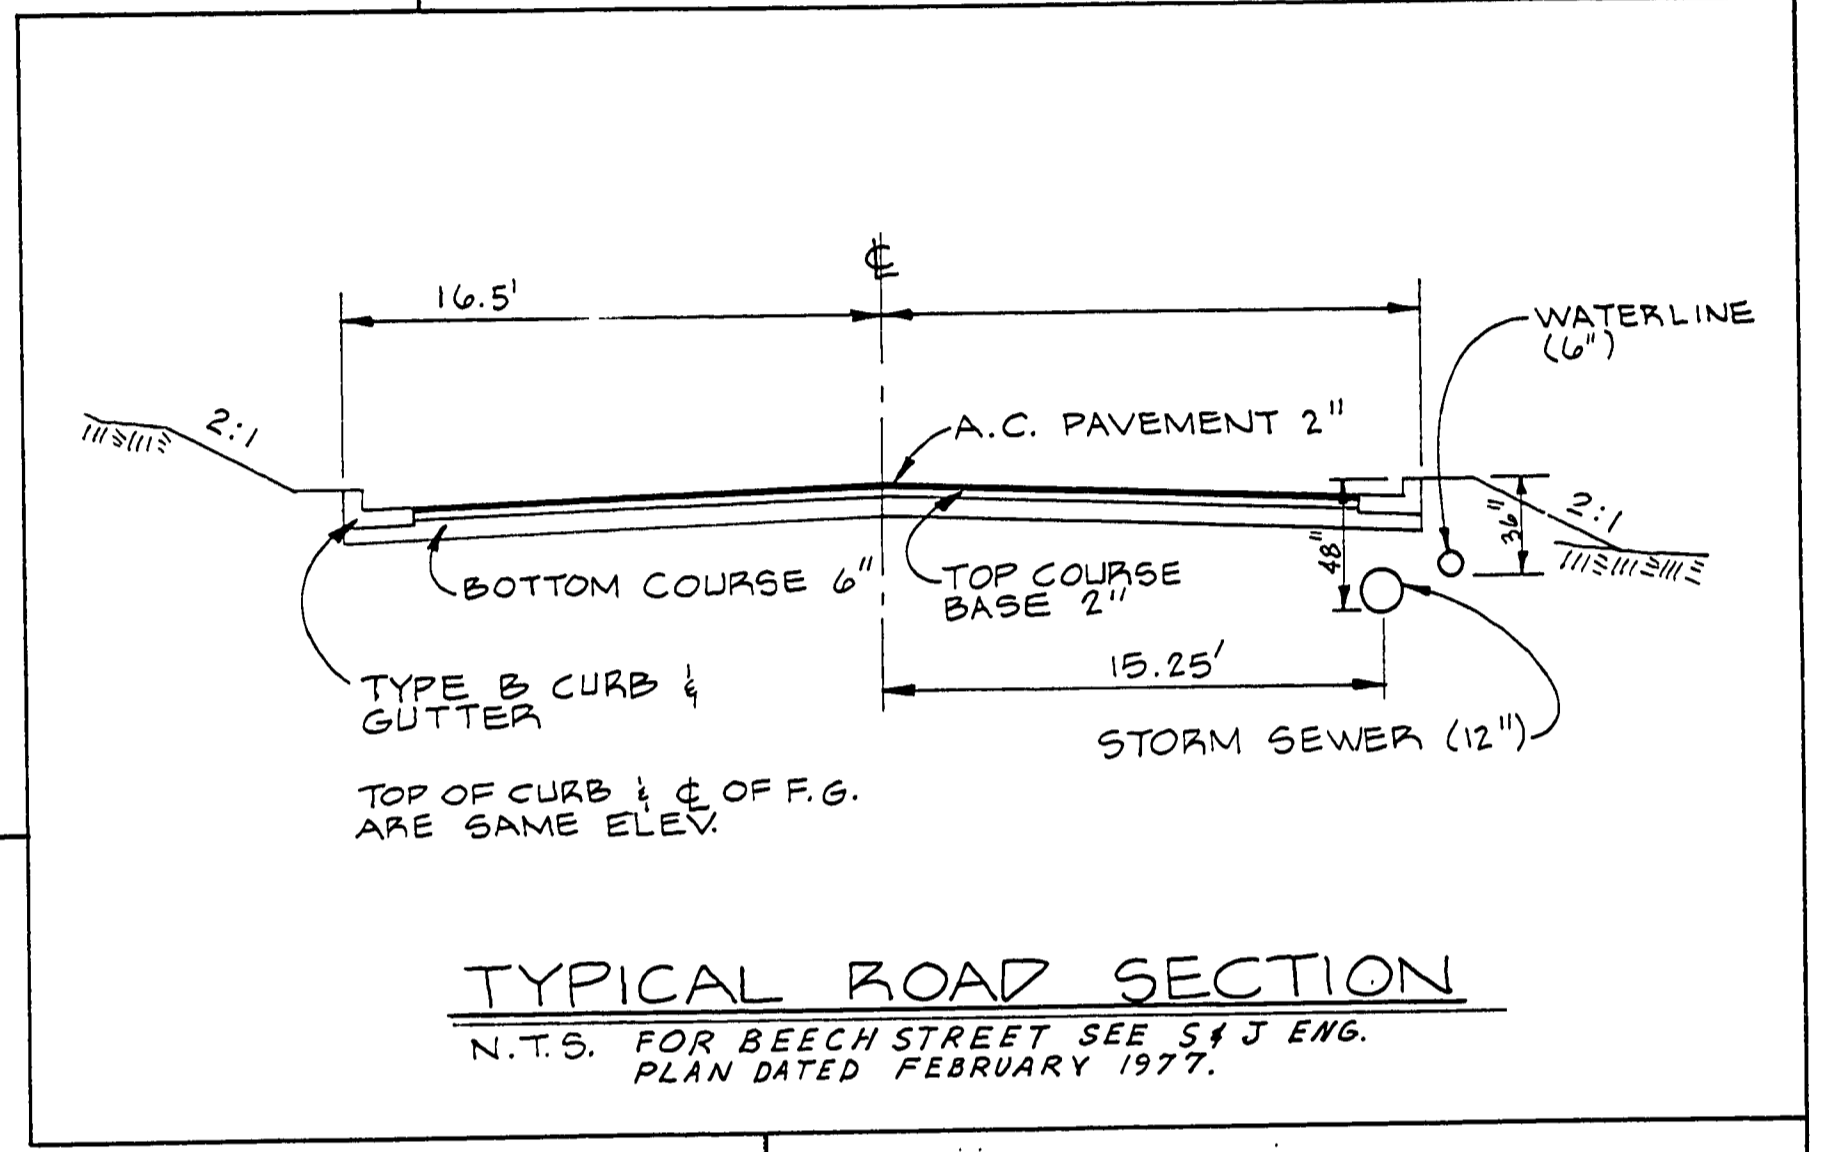 ℄
16.5'
WATERLINE
(6")
2:1
A.C. PAVEMENT 2"
48"
36"
2:1
BOTTOM COURSE 6"
TOP COURSE
BASE 2"
15.25'
TYPE B CURB &
GUTTER
STORM SEWER (12")
TOP OF CURB & ℄ OF F.G.
ARE SAME ELEV.
TYPICAL ROAD SECTION
N.T.S. FOR BEECH STREET SEE S & J ENG.
PLAN DATED FEBRUARY 1977.